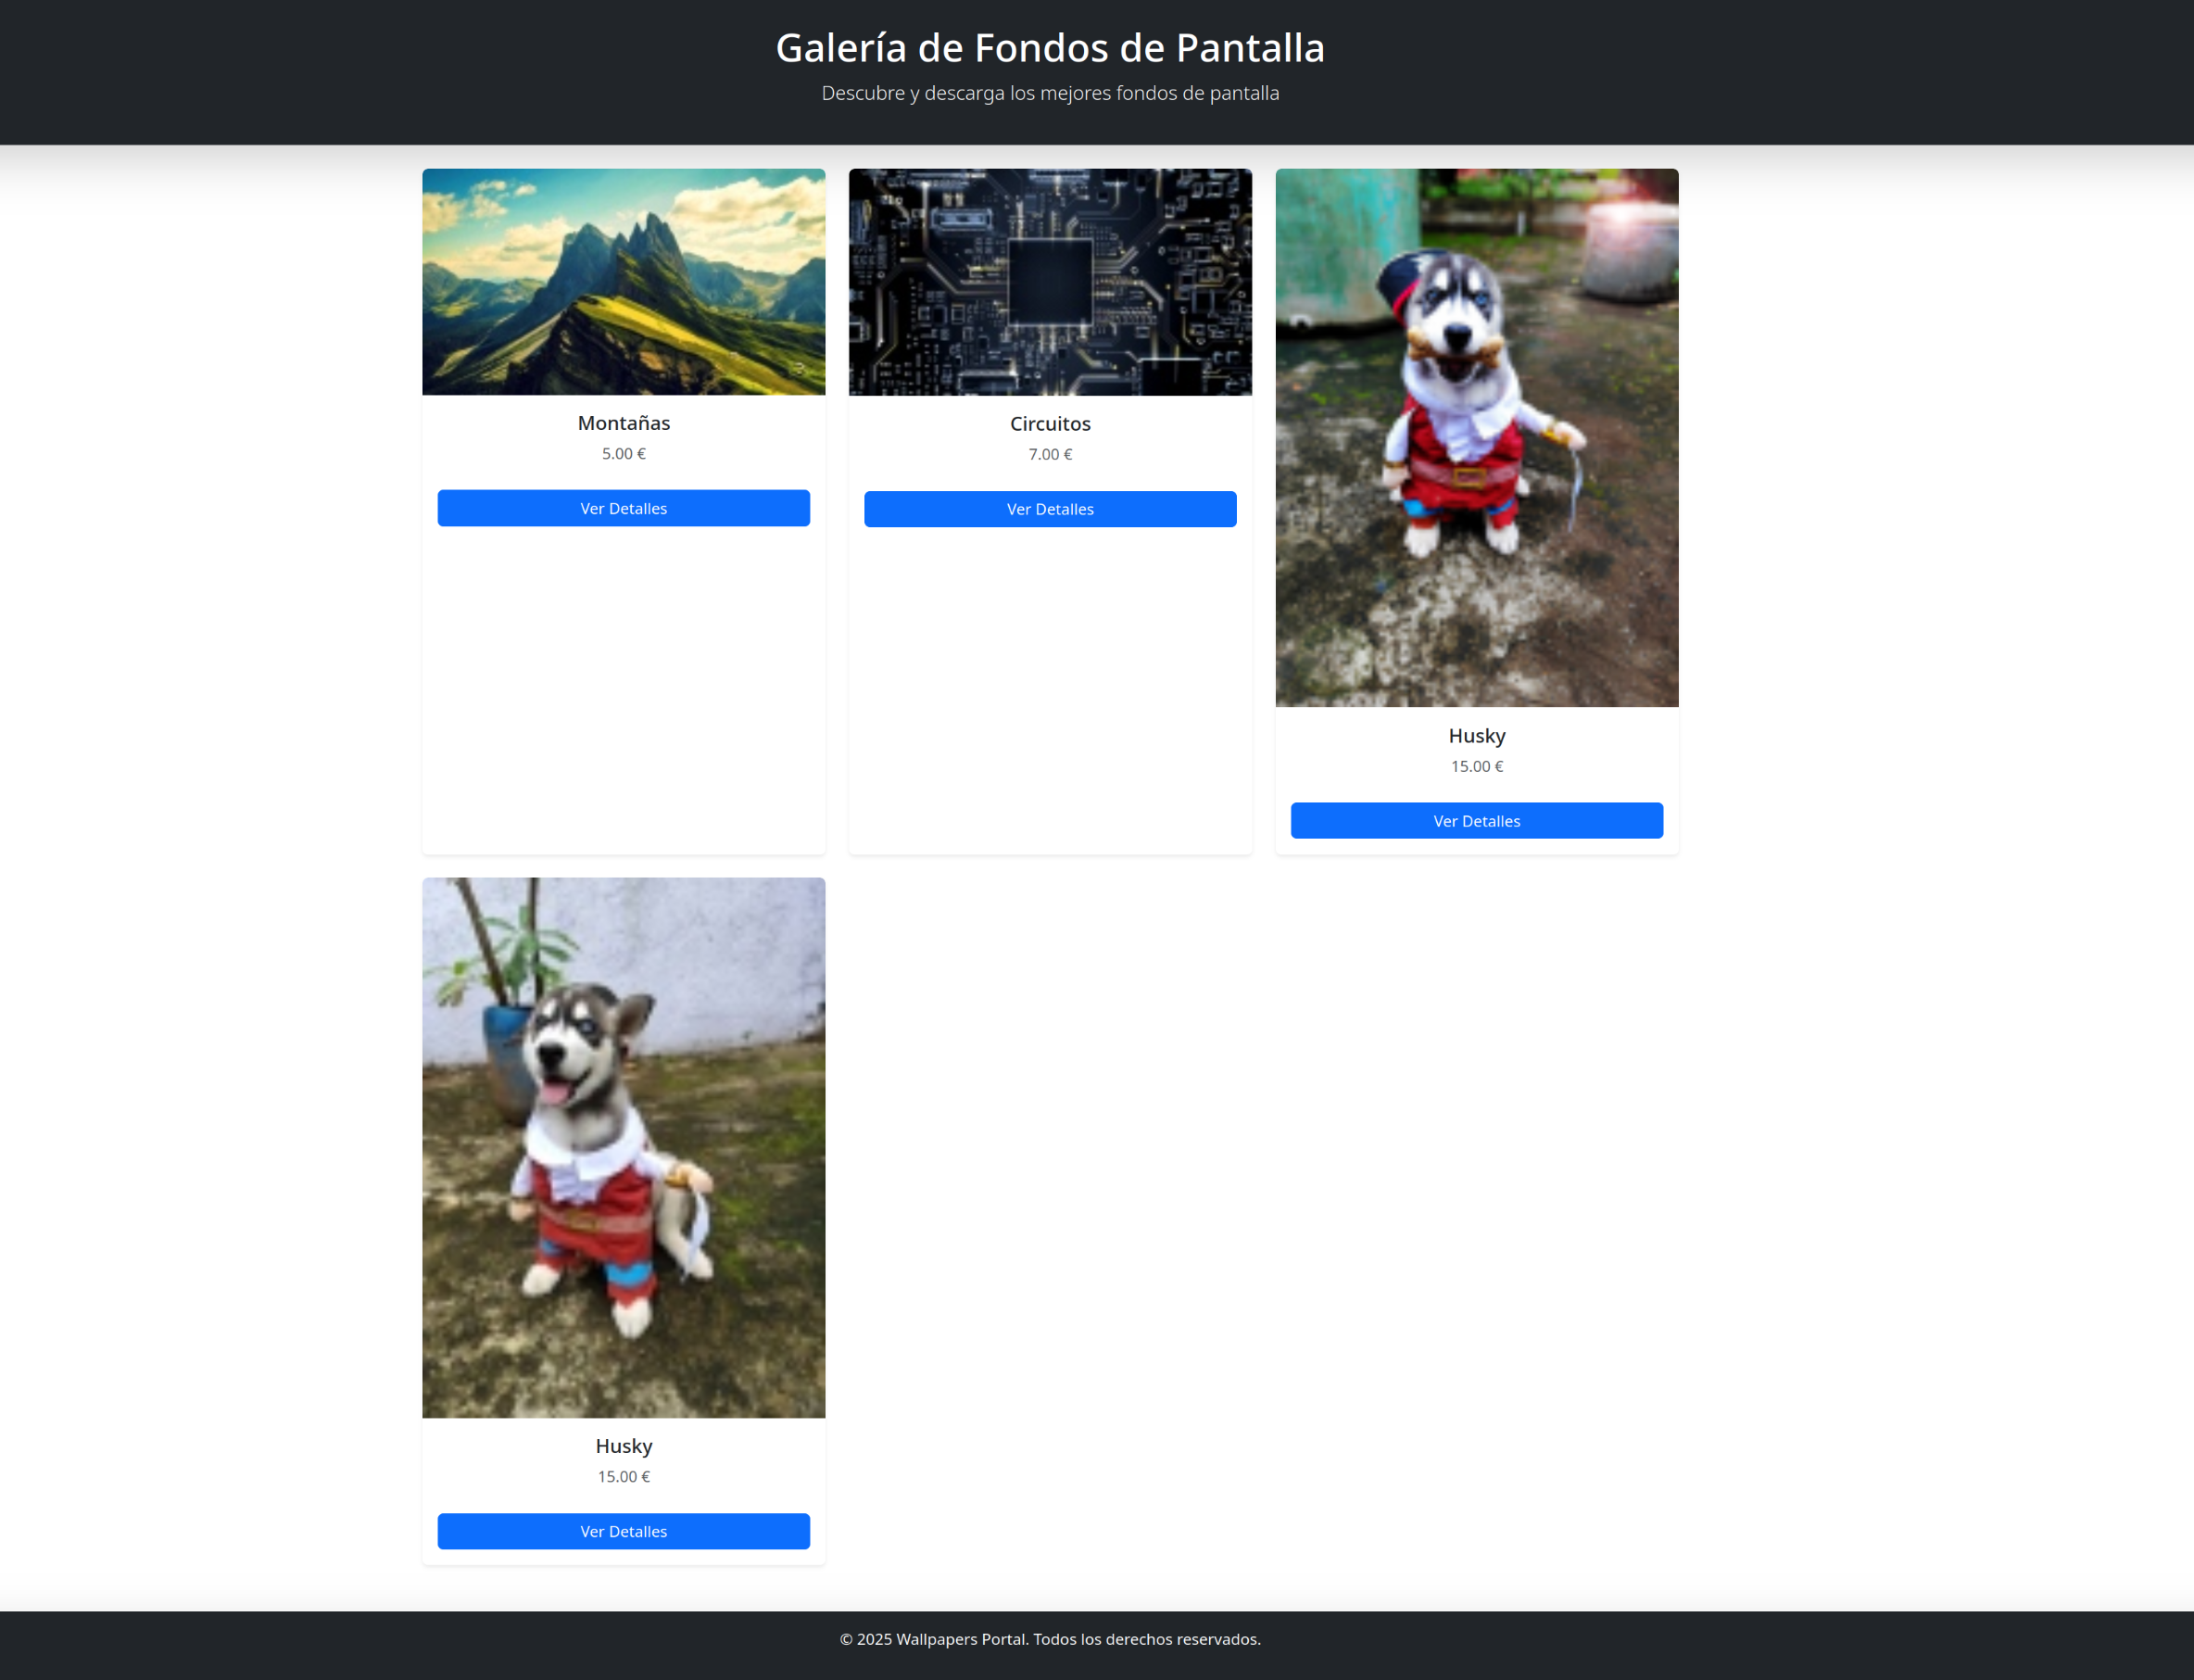 Galería de Fondos de Pantalla
Descubre y descarga los mejores fondos de pantalla
Montañas
5.00 €
Ver Detalles
Circuitos
7.00 €
Ver Detalles
Husky
15.00 €
Ver Detalles
Husky
15.00 €
Ver Detalles
© 2025 Wallpapers Portal. Todos los derechos reservados.